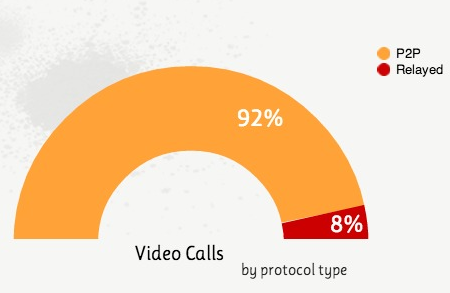 P2P
Relayed
92%
8%
Video Calls
by protocol type